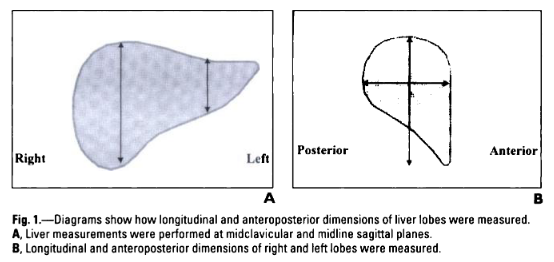 Right
Left
Posterior
Anterior
A
B
Fig. 1.—Diagrams show how longitudinal and anteroposterior dimensions of liver lobes were measured.
A, Liver measurements were performed at midclavicular and midline sagittal planes.
B, Longitudinal and anteroposterior dimensions of right and left lobes were measured.